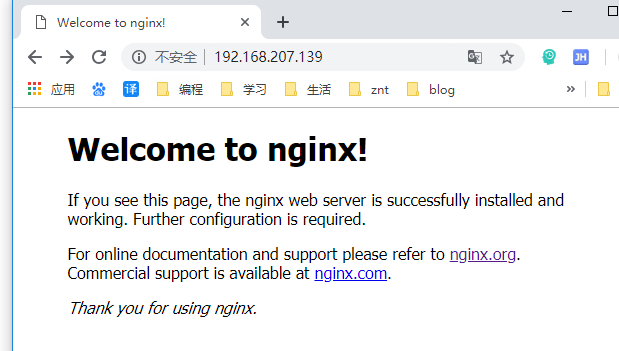 Welcome to nginx!
不安全 192.168.207.139
JH
应用 译 编程 学习 生活 znt blog
Welcome to nginx!
If you see this page, the nginx web server is successfully installed and
working. Further configuration is required.
For online documentation and support please refer to nginx.org.
Commercial support is available at nginx.com.
Thank you for using nginx.